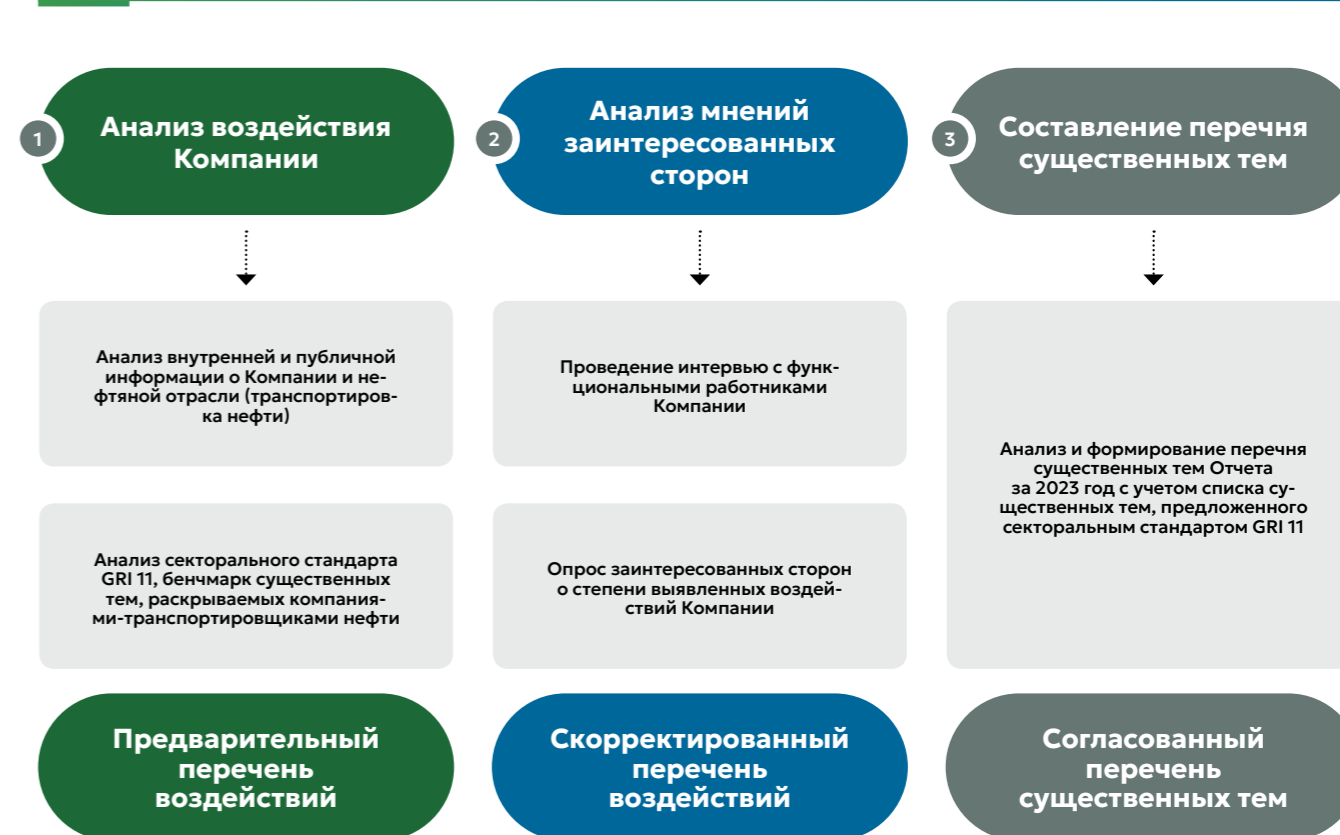 1
Анализ воздействия
Компании
2
Анализ мнений
заинтересованных
сторон
3
Составление перечня
существенных тем
Анализ внутренней и публичной
информации о Компании и не-
фтяной отрасли (транспортиров-
ка нефти)
Анализ секторального стандарта
GRI 11, бенчмарк существенных
тем, раскрываемых компания-
ми-транспортировщиками нефти
Проведение интервью с функ-
циональными работниками
Компании
Опрос заинтересованных сторон
о степени выявленных воздей-
ствий Компании
Анализ и формирование перечня
существенных тем Отчета
за 2023 год с учетом списка су-
щественных тем, предложенного
секторальным стандартом GRI 11
Предварительный
перечень
воздействий
Скорректированный
перечень
воздействий
Согласованный
перечень
существенных тем